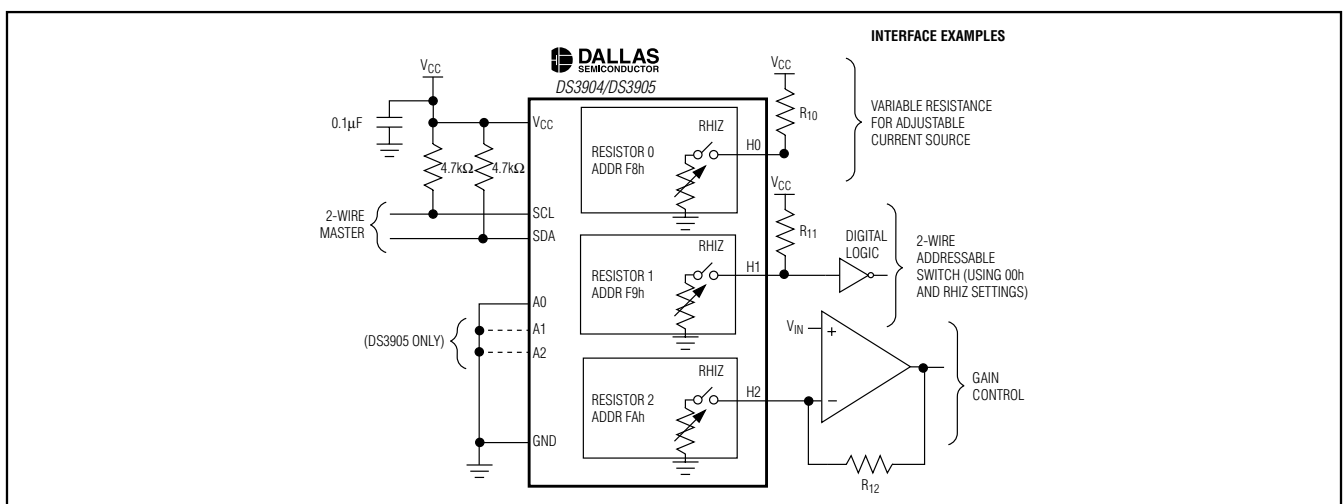 INTERFACE EXAMPLES
DALLAS
SEMICONDUCTOR
DS3904/DS3905
VCC
0.1µF
4.7kΩ
4.7kΩ
2-WIRE
MASTER
(DS3905 ONLY)
VCC
SCL
SDA
A0
A1
A2
GND
RESISTOR 0
ADDR F8h
RHIZ
H0
RESISTOR 1
ADDR F9h
RHIZ
H1
RESISTOR 2
ADDR FAh
RHIZ
H2
VCC
R10
VARIABLE RESISTANCE
FOR ADJUSTABLE
CURRENT SOURCE
VCC
R11
DIGITAL
LOGIC
2-WIRE
ADDRESSABLE
SWITCH (USING 00h
AND RHIZ SETTINGS)
VIN
+
−
R12
GAIN
CONTROL